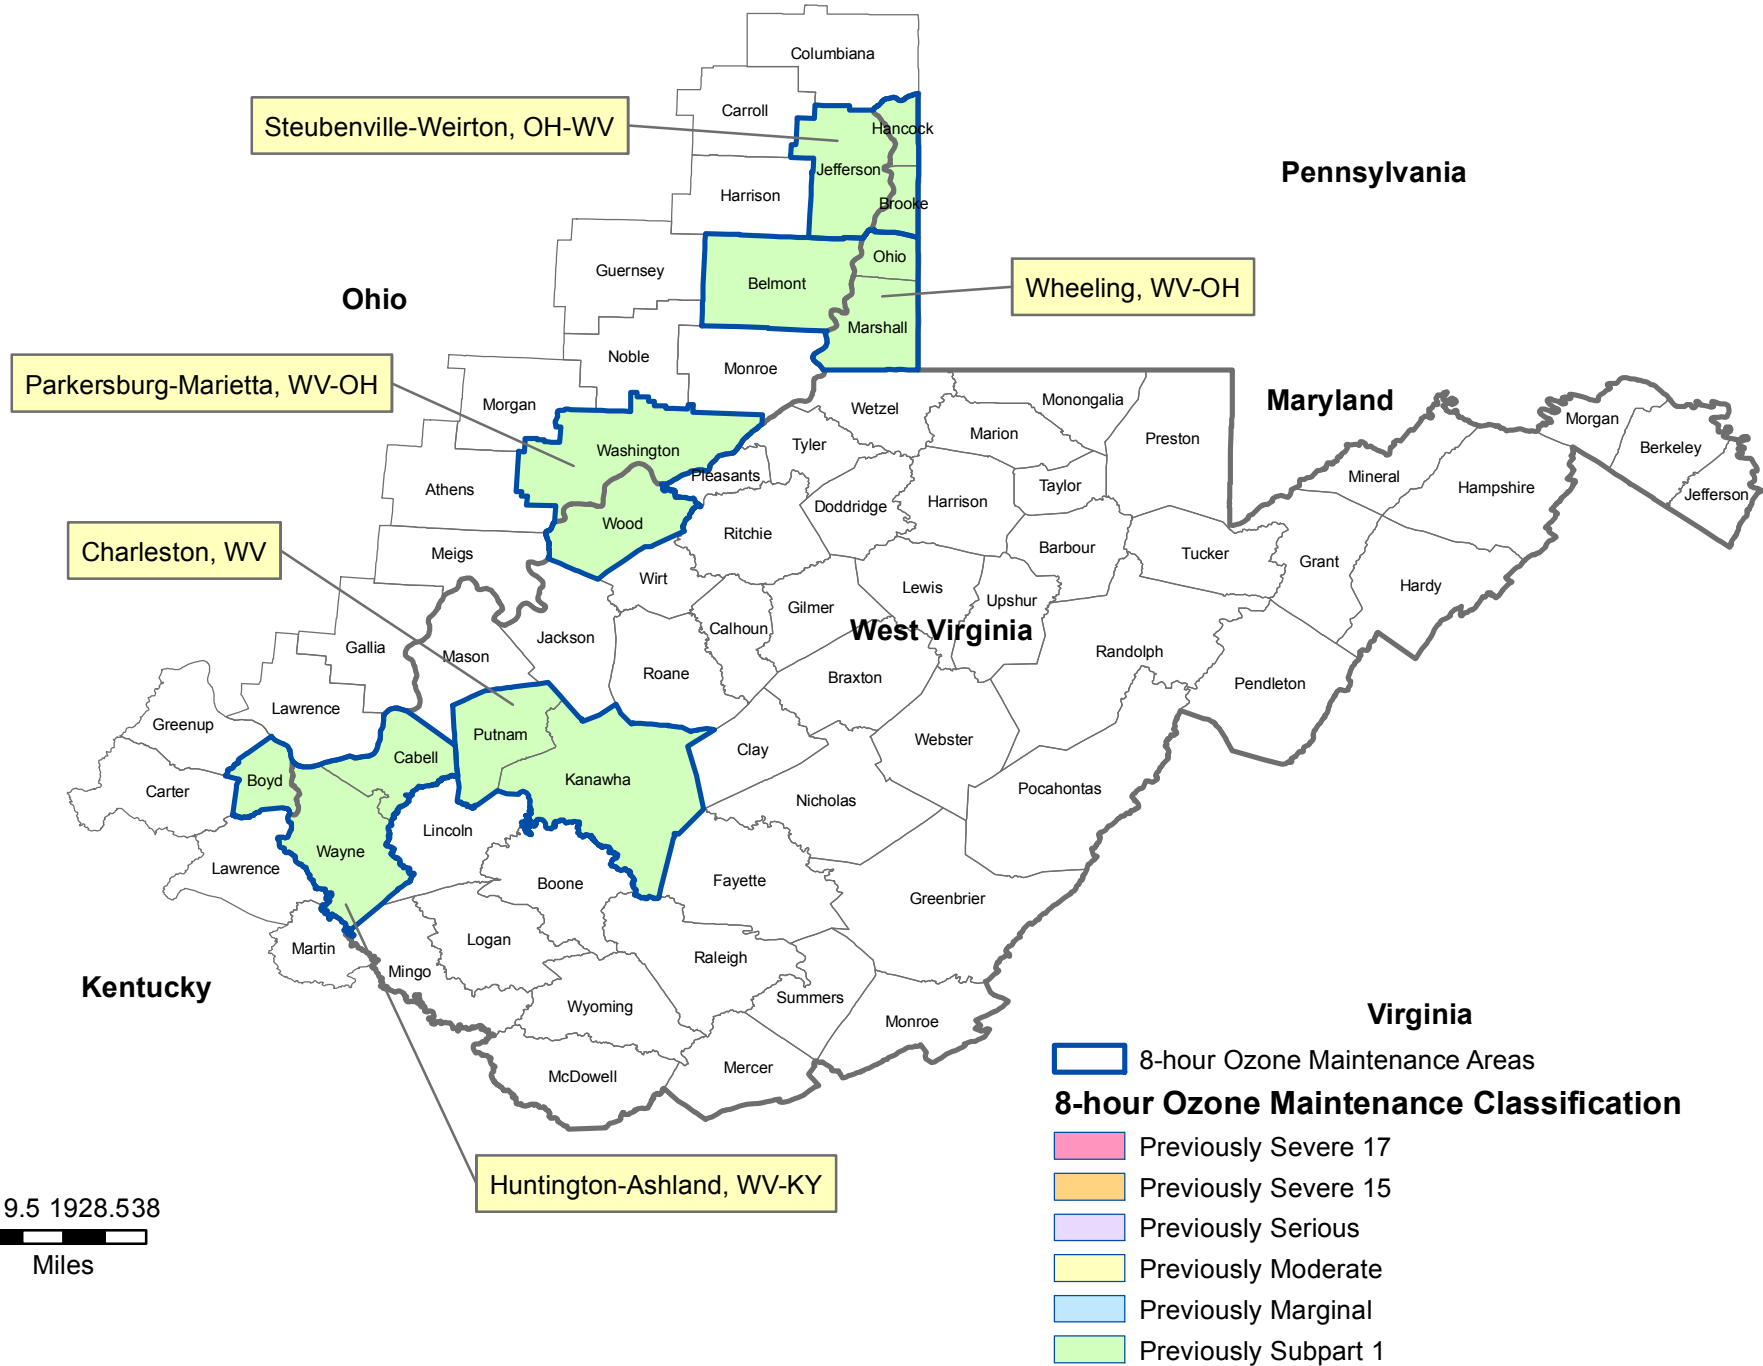 Columbiana
Carroll
Steubenville-Weirton, OH-WV
Hancock
Jefferson
Pennsylvania
Harrison
Brooke
Ohio
Guernsey
Belmont
Wheeling, WV-OH
Ohio
Marshall
Noble
Monroe
Parkersburg-Marietta, WV-OH
Morgan
Wetzel
Monongalia
Maryland
Morgan
Marion
Preston
Tyler
Washington
Berkeley
Pleasants
Mineral
Athens
Taylor
Hampshire
Jefferson
Harrison
Doddridge
Wood
Ritchie
Charleston, WV
Meigs
Barbour
Tucker
Grant
Wirt
Lewis
Hardy
Upshur
Gilmer
Calhoun
West Virginia
Jackson
Gallia
Mason
Randolph
Roane
Braxton
Pendleton
Lawrence
Greenup
Putnam
Webster
Clay
Cabell
Boyd
Kanawha
Carter
Pocahontas
Nicholas
Lincoln
Wayne
Lawrence
Boone
Fayette
Greenbrier
Logan
Martin
Raleigh
Mingo
Kentucky
Summers
Wyoming
Monroe
Virginia
Mercer
McDowell
8-hour Ozone Maintenance Areas
8-hour Ozone Maintenance Classification
Previously Severe 17
Previously Severe 15
Previously Serious
Previously Moderate
Previously Marginal
Previously Subpart 1
Huntington-Ashland, WV-KY
9.5 1928.538
Miles